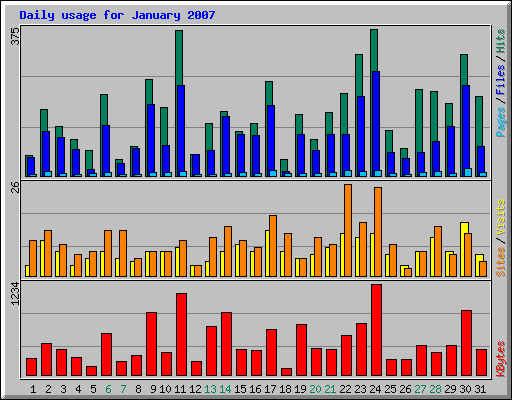 Daily usage for January 2007
375
Pages / Files / Hits
26
Sites / Visits
1234
KBytes
1 2 3 4 5 6 7 8 9 10 11 12 13 14 15 16 17 18 19 20 21 22 23 24 25 26 27 28 29 30 31